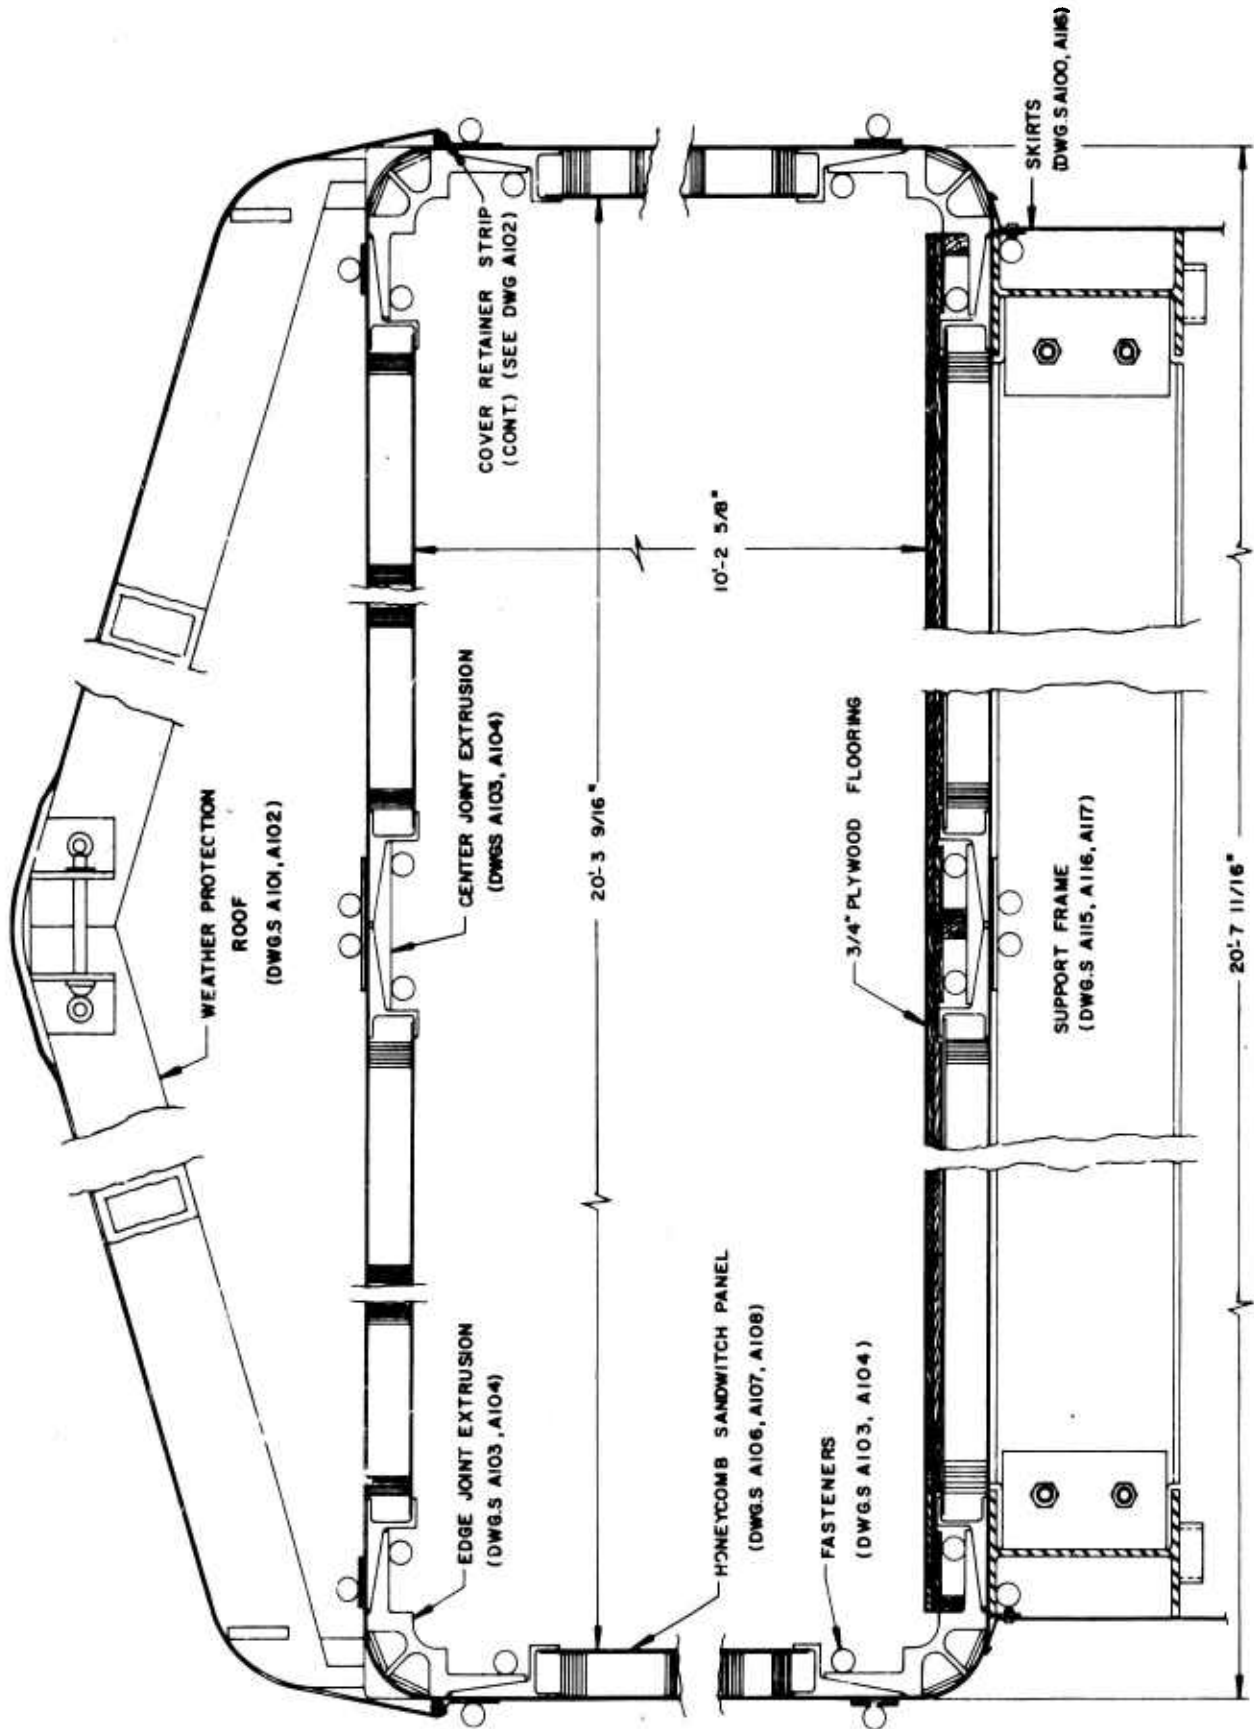 WEATHER PROTECTION
ROOF
(DWG.S A101, A102)
EDGE JOINT EXTRUSION
(DWG.S A103, A104)
CENTER JOINT EXTRUSION
(DWGS A103, A104)
COVER RETAINER STRIP
(CONT.) (SEE DWG A102)
20'-3 9/16"
10'-2 5/8"
HONEYCOMB SANDWITCH PANEL
(DWG.S A106, A107, A108)
FASTENERS
(DWG.S A103, A104)
3/4" PLYWOOD FLOORING
SUPPORT FRAME
(DWG.S A115, A116, A117)
SKIRTS
(DWG.S A100, A116)
20'-7 11/16"